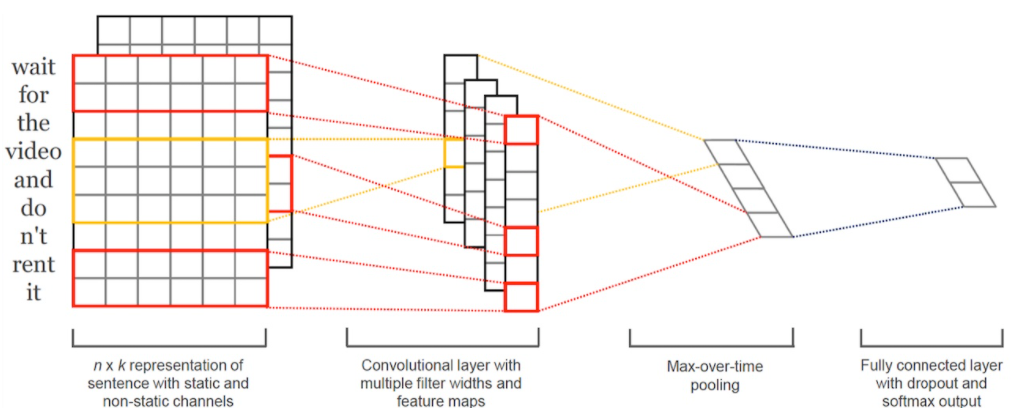 wait
for
the
video
and
do
n't
rent
it
n x k representation of
sentence with static and
non-static channels
Convolutional layer with
multiple filter widths and
feature maps
Max-over-time
pooling
Fully connected layer
with dropout and
softmax output